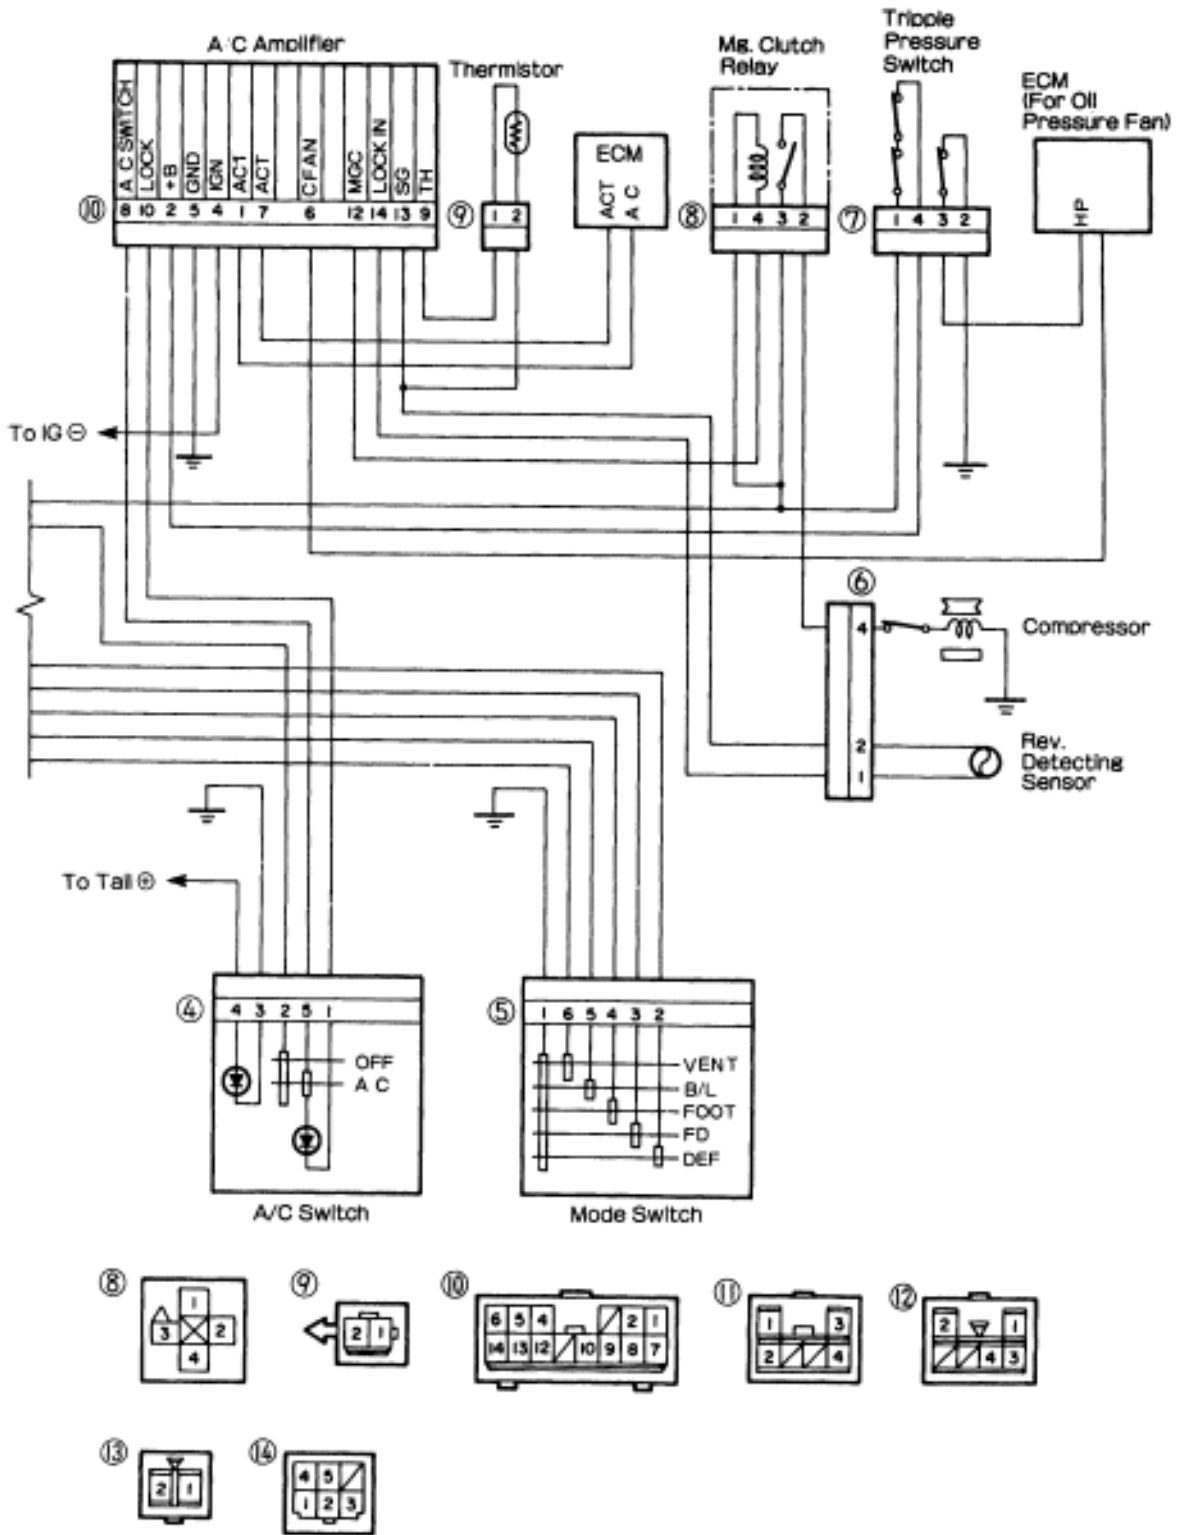 A/C Amplifier
Thermistor
Mg. Clutch
Relay
Tripple
Pressure
Switch
ECM
(For Oil
Pressure Fan)
A C SWITCH
LOCK
+B
GND
IGN
AC1
ACT
CFAN
MGC
LOCK IN
SG
TH
ECM
ACT
A C
HP
⑩ 8 10 2 5 4 1 7 6 12 14 13 9
⑨ 1 2
⑧ 1 4 3 2
⑦ 1 4 3 2
To IG ⊖
⑥
4
Compressor
2
1
Rev.
Detecting
Sensor
To Tail ⊕
④ 4 3 2 5 1
OFF
A C
A/C Switch
⑤ 1 6 5 4 3 2
VENT
B/L
FOOT
FD
DEF
Mode Switch
⑧
1
3 2
4
⑨
2 1
⑩
6 5 4 2 1
14 13 12 10 9 8 7
⑪
1 3
2 4
⑫
2 1
4 3
⑬
2 1
⑭
4 5
1 2 3